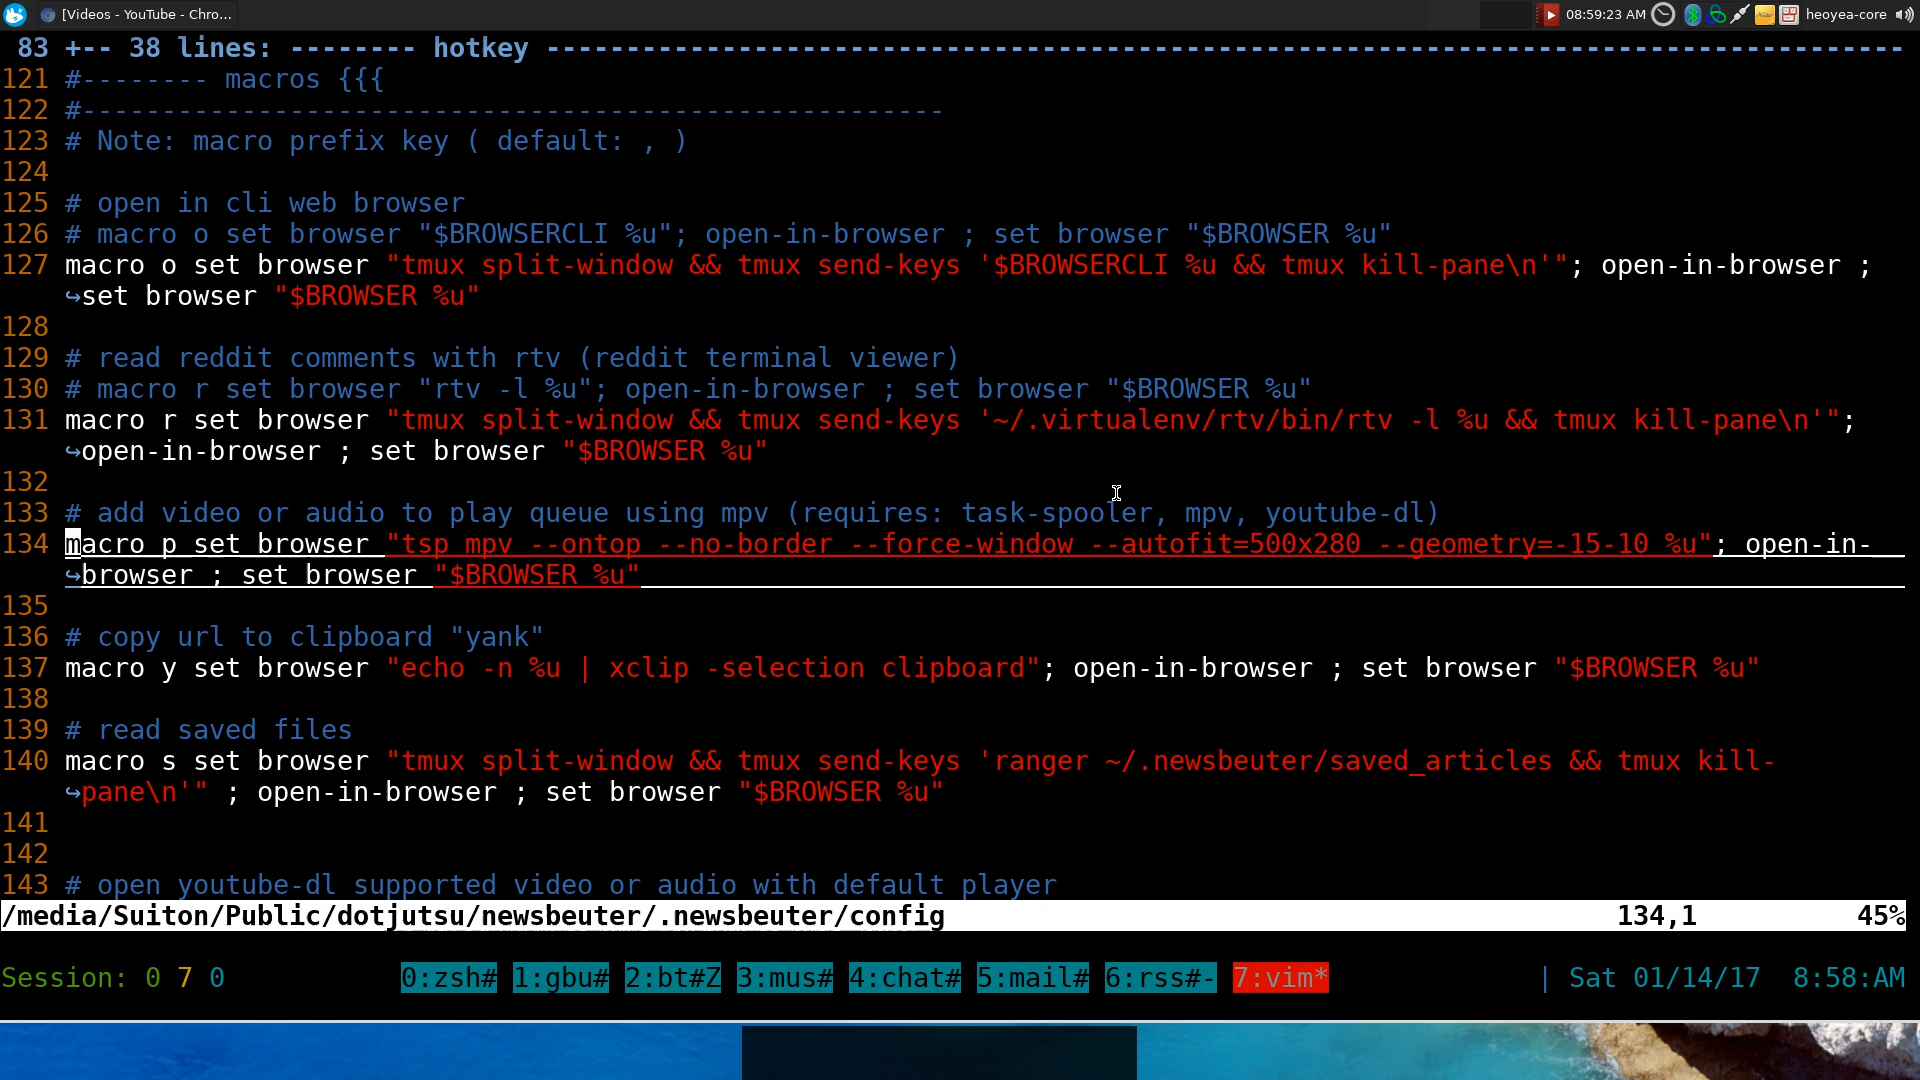 [Videos - YouTube - Chro...
08:59:23 AM
heoyea-core
83 +-- 38 lines: -------- hotkey -------------------------------------------------------------------------------------
121 #-------- macros {{{
122 #------------------------------------------------------
123 # Note: macro prefix key ( default: , )
124
125 # open in cli web browser
126 # macro o set browser "$BROWSERCLI %u"; open-in-browser ; set browser "$BROWSER %u"
127 macro o set browser "tmux split-window && tmux send-keys '$BROWSERCLI %u && tmux kill-pane\n'"; open-in-browser ;
↪set browser "$BROWSER %u"
128
129 # read reddit comments with rtv (reddit terminal viewer)
130 # macro r set browser "rtv -l %u"; open-in-browser ; set browser "$BROWSER %u"
131 macro r set browser "tmux split-window && tmux send-keys '~/.virtualenv/rtv/bin/rtv -l %u && tmux kill-pane\n'";
↪open-in-browser ; set browser "$BROWSER %u"
132
133 # add video or audio to play queue using mpv (requires: task-spooler, mpv, youtube-dl)
134 macro p set browser "tsp mpv --ontop --no-border --force-window --autofit=500x280 --geometry=-15-10 %u"; open-in-
↪browser ; set browser "$BROWSER %u"
135
136 # copy url to clipboard "yank"
137 macro y set browser "echo -n %u | xclip -selection clipboard"; open-in-browser ; set browser "$BROWSER %u"
138
139 # read saved files
140 macro s set browser "tmux split-window && tmux send-keys 'ranger ~/.newsbeuter/saved_articles && tmux kill-
↪pane\n'" ; open-in-browser ; set browser "$BROWSER %u"
141
142
143 # open youtube-dl supported video or audio with default player
/media/Suiton/Public/dotjutsu/newsbeuter/.newsbeuter/config 134,1 45%
Session: 0 7 0 0:zsh# 1:gbu# 2:bt#Z 3:mus# 4:chat# 5:mail# 6:rss#- 7:vim* | Sat 01/14/17 8:58:AM